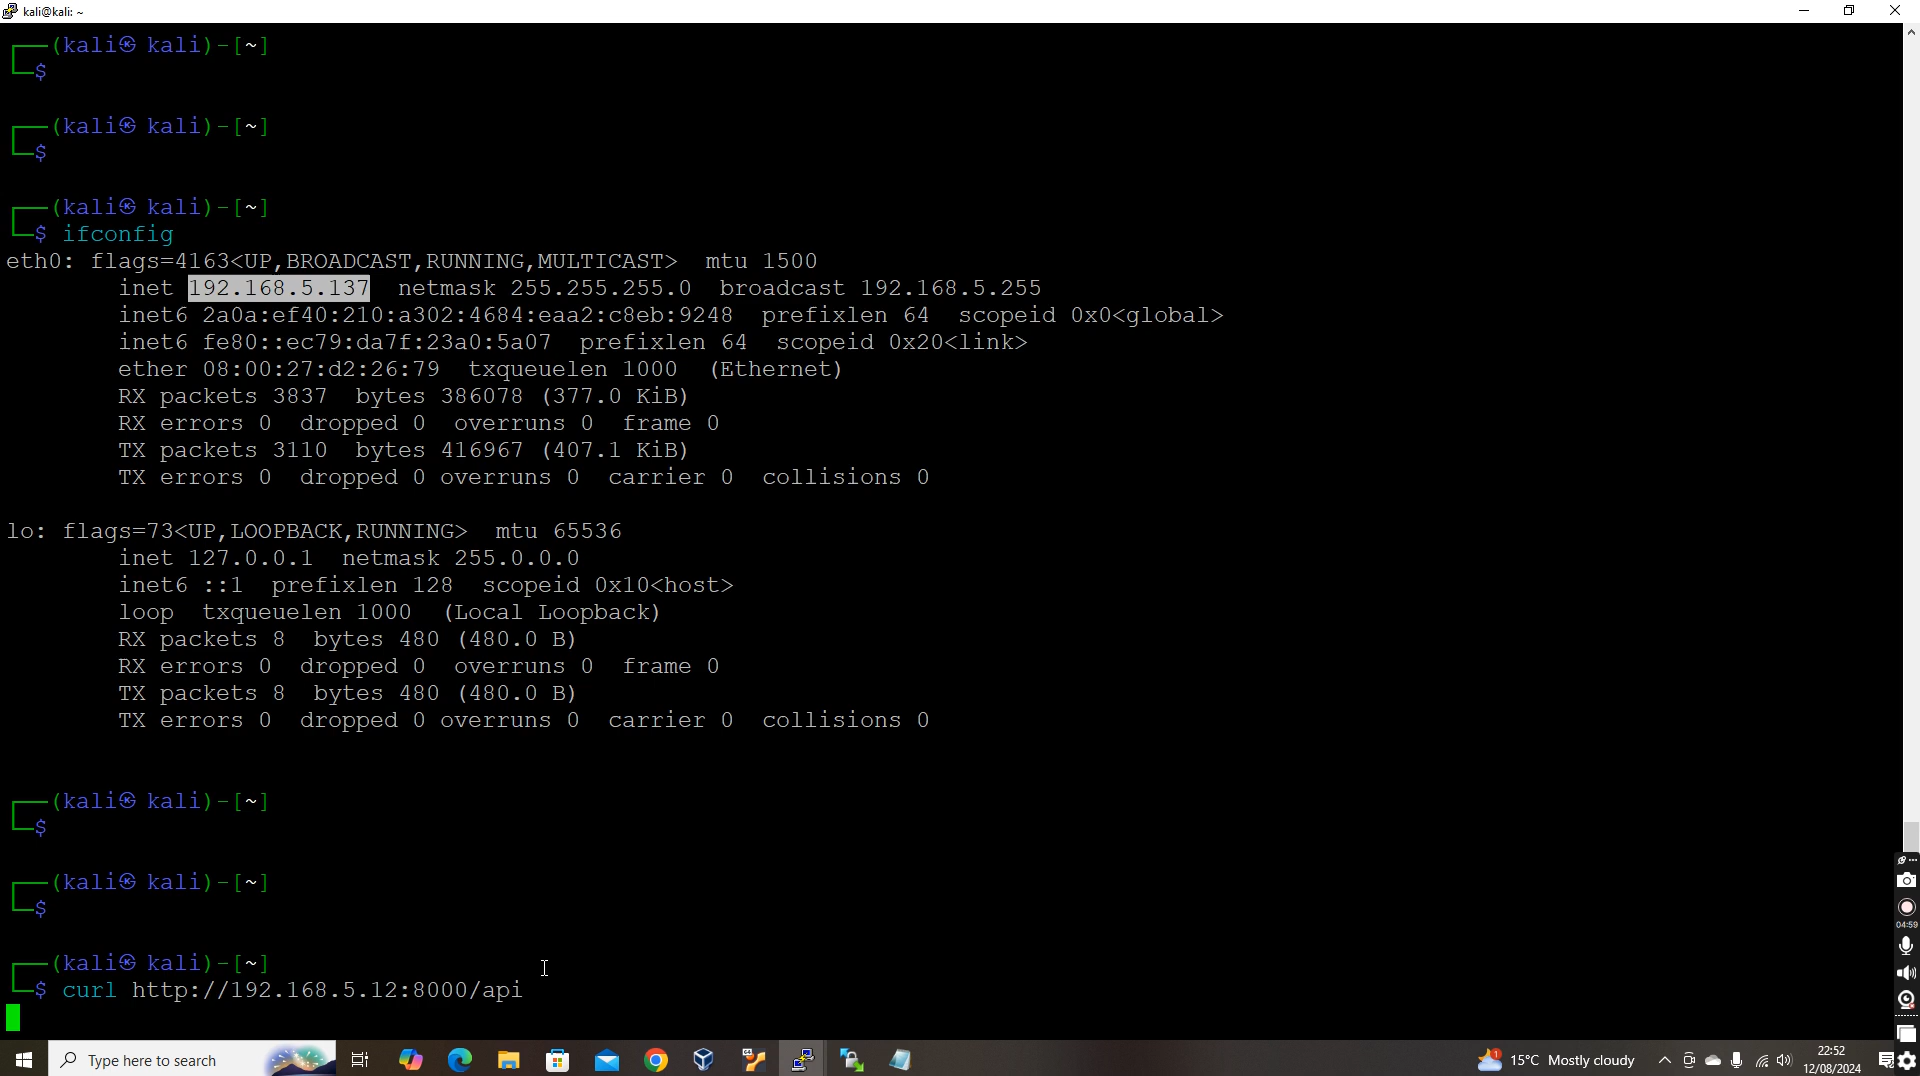 kali@kali: ~
(kali㉿kali)-[~]
$
(kali㉿kali)-[~]
$
(kali㉿kali)-[~]
$ ifconfig
eth0: flags=4163<UP,BROADCAST,RUNNING,MULTICAST>  mtu 1500
inet 192.168.5.137  netmask 255.255.255.0  broadcast 192.168.5.255
inet6 2a0a:ef40:210:a302:4684:eaa2:c8eb:9248  prefixlen 64  scopeid 0x0<global>
inet6 fe80::ec79:da7f:23a0:5a07  prefixlen 64  scopeid 0x20<link>
ether 08:00:27:d2:26:79  txqueuelen 1000  (Ethernet)
RX packets 3837  bytes 386078 (377.0 KiB)
RX errors 0  dropped 0  overruns 0  frame 0
TX packets 3110  bytes 416967 (407.1 KiB)
TX errors 0  dropped 0 overruns 0  carrier 0  collisions 0
lo: flags=73<UP,LOOPBACK,RUNNING>  mtu 65536
inet 127.0.0.1  netmask 255.0.0.0
inet6 ::1  prefixlen 128  scopeid 0x10<host>
loop  txqueuelen 1000  (Local Loopback)
RX packets 8  bytes 480 (480.0 B)
RX errors 0  dropped 0  overruns 0  frame 0
TX packets 8  bytes 480 (480.0 B)
TX errors 0  dropped 0 overruns 0  carrier 0  collisions 0
(kali㉿kali)-[~]
$
(kali㉿kali)-[~]
$
(kali㉿kali)-[~]
$ curl http://192.168.5.12:8000/api
04:59
Type here to search
1
15°C Mostly cloudy
22:52
12/08/2024